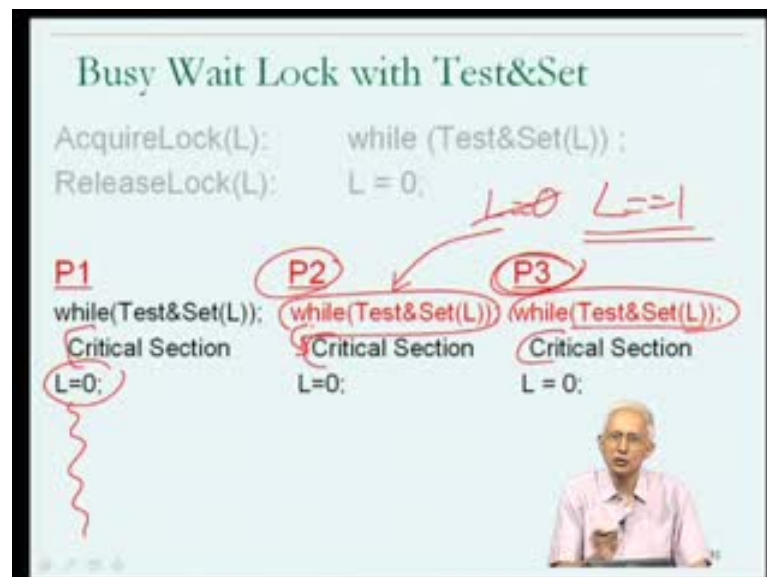 Busy Wait Lock with Test&Set
AcquireLock(L): while (Test&Set(L)) ;
ReleaseLock(L): L = 0;
L=0 L==1
P1 P2 P3
while(Test&Set(L)); while(Test&Set(L)); while(Test&Set(L));
Critical Section Critical Section Critical Section
L=0; L=0; L = 0;